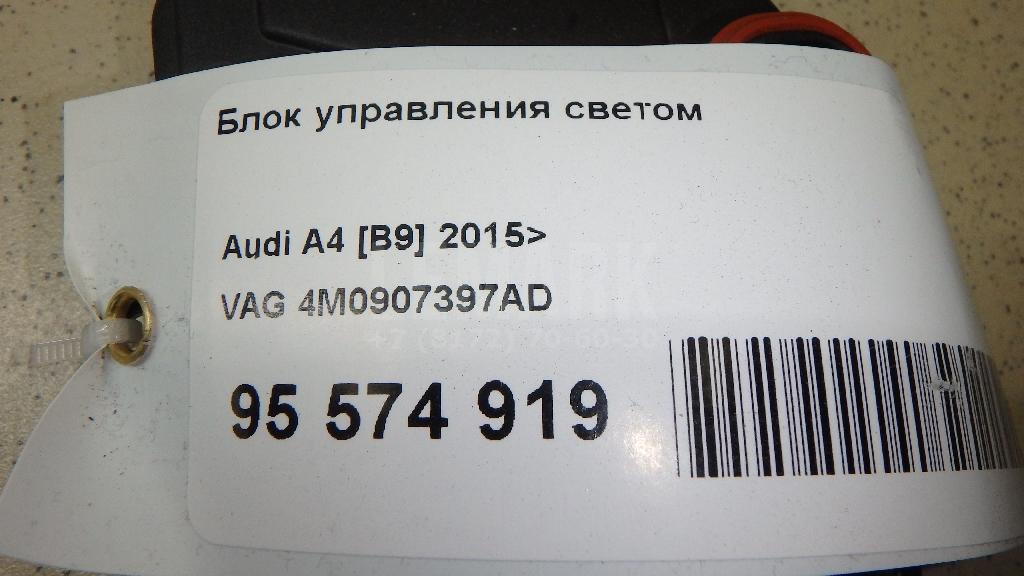 Блок управления светом
Audi A4 [B9] 2015>
VAG 4M0907397AD
95 574 919